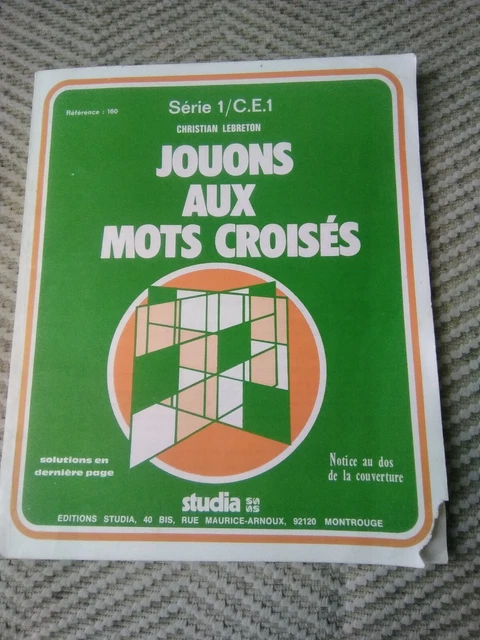 Référence : 160
Série 1/C.E.1
CHRISTIAN LEBRETON
JOUONS
AUX
MOTS CROISÉS
solutions en
dernière page
Notice au dos
de la couverture
studia
EDITIONS STUDIA, 40 BIS, RUE MAURICE-ARNOUX, 92120 MONTROUGE